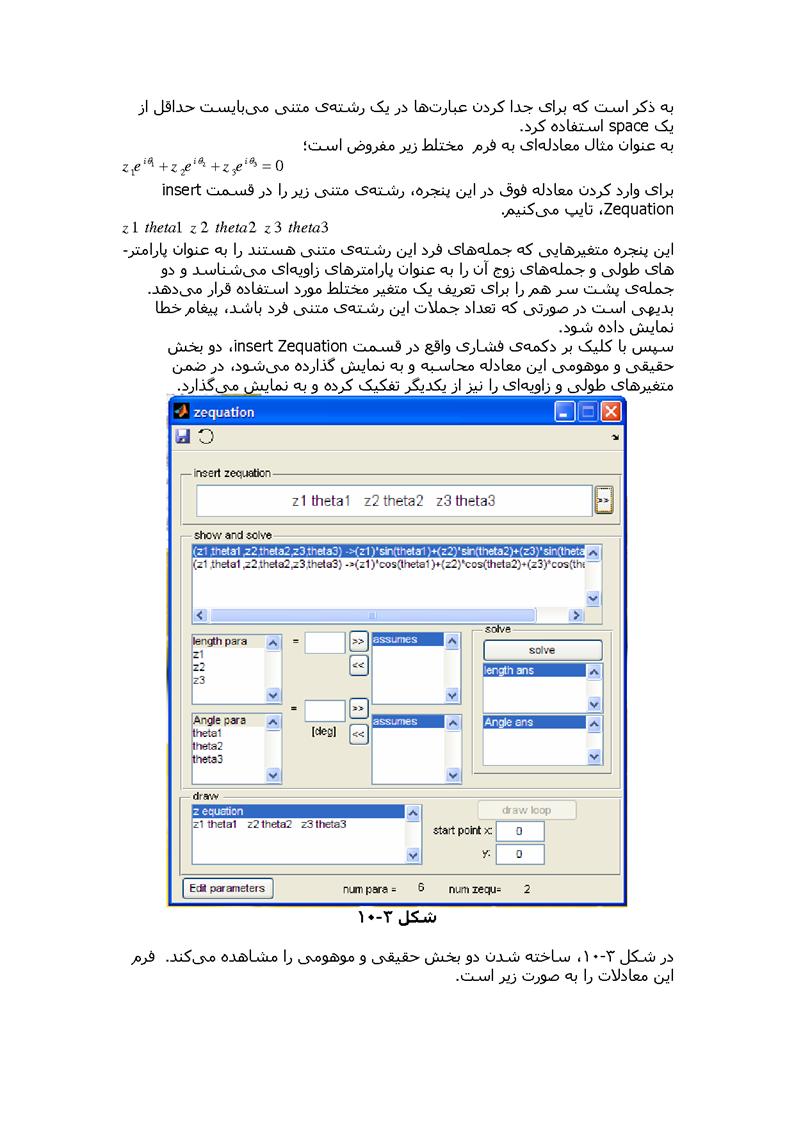 به ذکر است که برای جدا کردن عبارت‌ها در یک رشته‌ی متنی می‌بایست حداقل از
یک space استفاده کرد.
به عنوان مثال معادله‌ای به فرم مختلط زیر مفروض است؛
z₁e^{iθ₁} + z₂e^{iθ₂} + z₃e^{iθ₃} = 0
برای وارد کردن معادله فوق در این پنجره، رشته‌ی متنی زیر را در قسمت insert
Zequation، تایپ می‌کنیم.
z1 theta1 z2 theta2 z3 theta3
این پنجره متغیرهایی که جمله‌های فرد این رشته‌ی متنی هستند را به عنوان پارامتر-
های طولی و جمله‌های زوج آن را به عنوان پارامترهای زاویه‌ای می‌شناسد و دو
جمله‌ی پشت سر هم را برای تعریف یک متغیر مختلط مورد استفاده قرار می‌دهد.
بدیهی است در صورتی که تعداد جملات این رشته‌ی متنی فرد باشد، پیغام خطا
نمایش داده شود.
سپس با کلیک بر دکمه‌ی فشاری واقع در قسمت insert Zequation، دو بخش
حقیقی و موهومی این معادله محاسبه و به نمایش گذارده می‌شود، در ضمن
متغیرهای طولی و زاویه‌ای را نیز از یکدیگر تفکیک کرده و به نمایش می‌گذارد.
zequation
insert zequation
z1 theta1 z2 theta2 z3 theta3 >>
show and solve
(z1,theta1,z2,theta2,z3,theta3) ->(z1)*sin(theta1)+(z2)*sin(theta2)+(z3)*sin(theta
(z1,theta1,z2,theta2,z3,theta3) ->(z1)*cos(theta1)+(z2)*cos(theta2)+(z3)*cos(the
length para = >> assumes
z1
z2 <<
z3
solve
solve
length ans
Angle para = >> assumes
theta1 [deg] <<
theta2
theta3
Angle ans
draw
z equation
z1 theta1 z2 theta2 z3 theta3
draw loop
start point x: 0
y: 0
Edit parameters num para = 6 num zequ= 2
شکل ۳-۱۰
در شکل ۳-۱۰، ساخته شدن دو بخش حقیقی و موهومی را مشاهده می‌کند. فرم
این معادلات را به صورت زیر است.